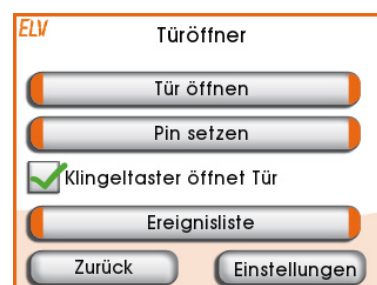 ELV
Türöffner
Tür öffnen
Pin setzen
Klingeltaster öffnet Tür
Ereignisliste
Zurück Einstellungen